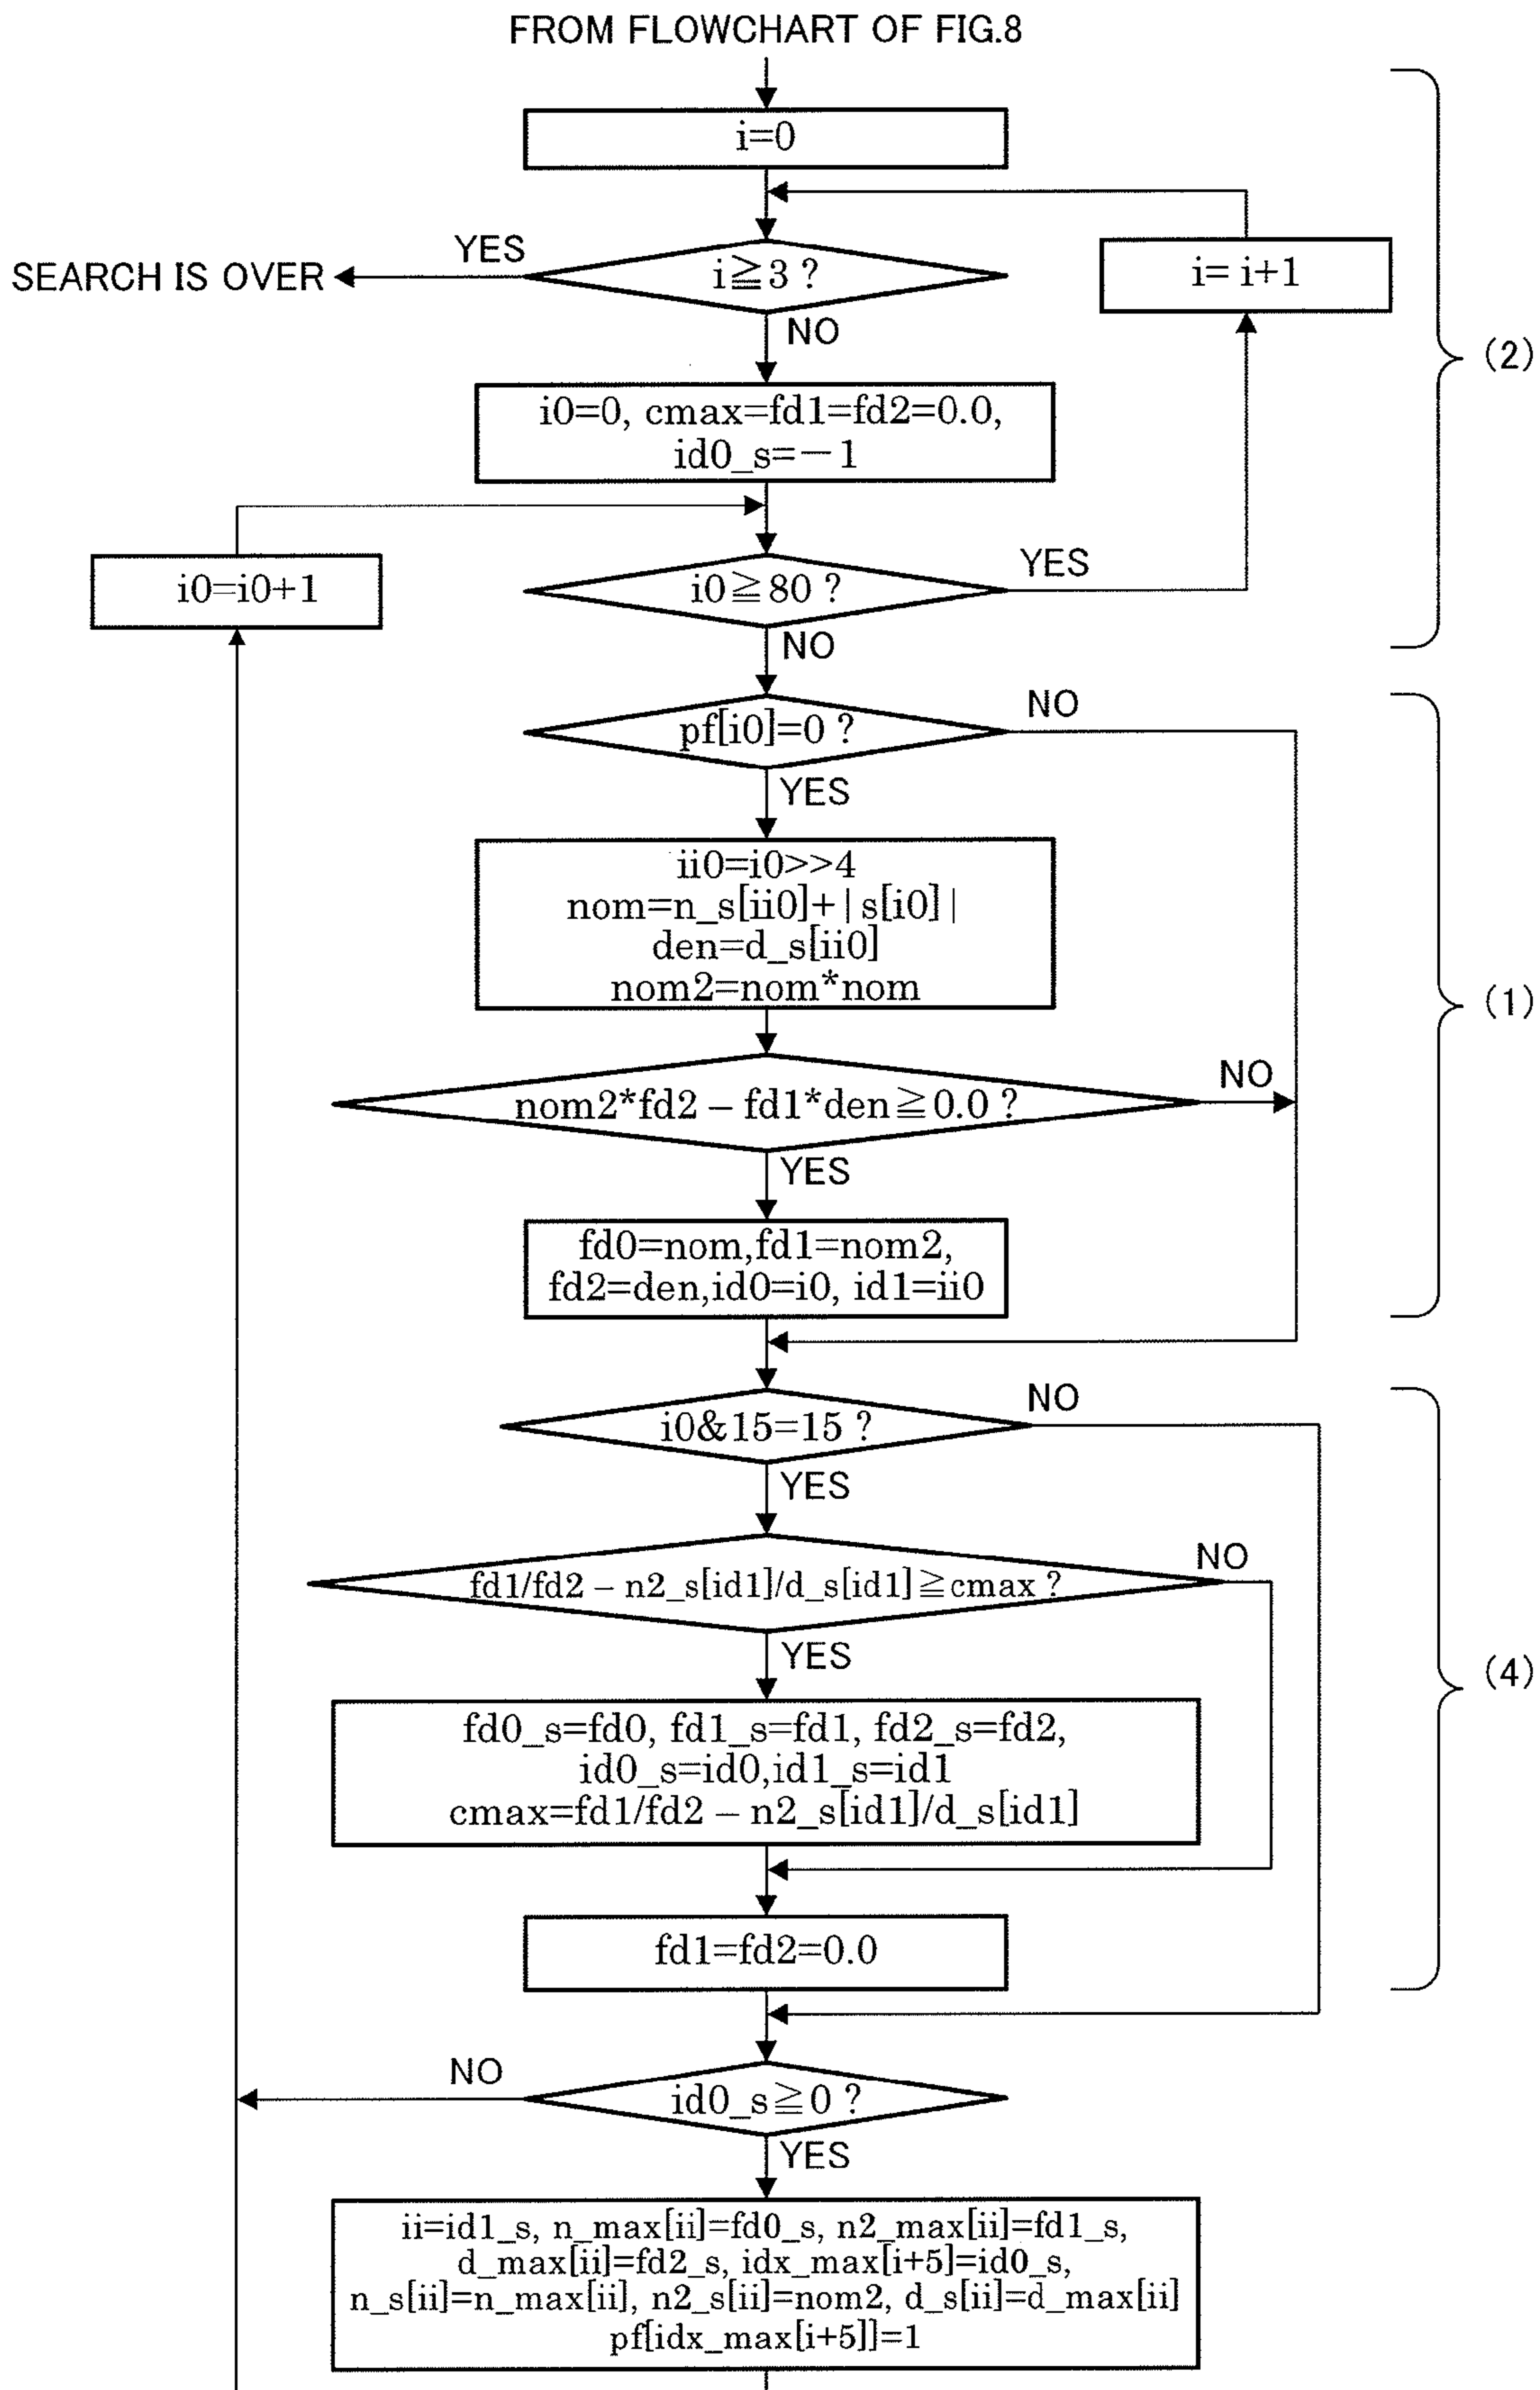 FROM FLOWCHART OF FIG.8
i=0
YES
SEARCH IS OVER
i≧3 ?
i= i+1
NO
(2)
i0=0, cmax=fd1=fd2=0.0,
id0_s=−1
i0=i0+1
i0≧80 ?
YES
NO
pf[i0]=0 ?
NO
YES
ii0=i0>>4
nom=n_s[ii0]+|s[i0]|
den=d_s[ii0]
nom2=nom*nom
(1)
nom2*fd2 – fd1*den≧0.0 ?
NO
YES
fd0=nom,fd1=nom2,
fd2=den,id0=i0, id1=ii0
i0&15=15 ?
NO
YES
fd1/fd2 – n2_s[id1]/d_s[id1]≧cmax ?
NO
YES
(4)
fd0_s=fd0, fd1_s=fd1, fd2_s=fd2,
id0_s=id0,id1_s=id1
cmax=fd1/fd2 – n2_s[id1]/d_s[id1]
fd1=fd2=0.0
NO
id0_s≧0 ?
YES
ii=id1_s, n_max[ii]=fd0_s, n2_max[ii]=fd1_s,
d_max[ii]=fd2_s, idx_max[i+5]=id0_s,
n_s[ii]=n_max[ii], n2_s[ii]=nom2, d_s[ii]=d_max[ii]
pf[idx_max[i+5]]=1